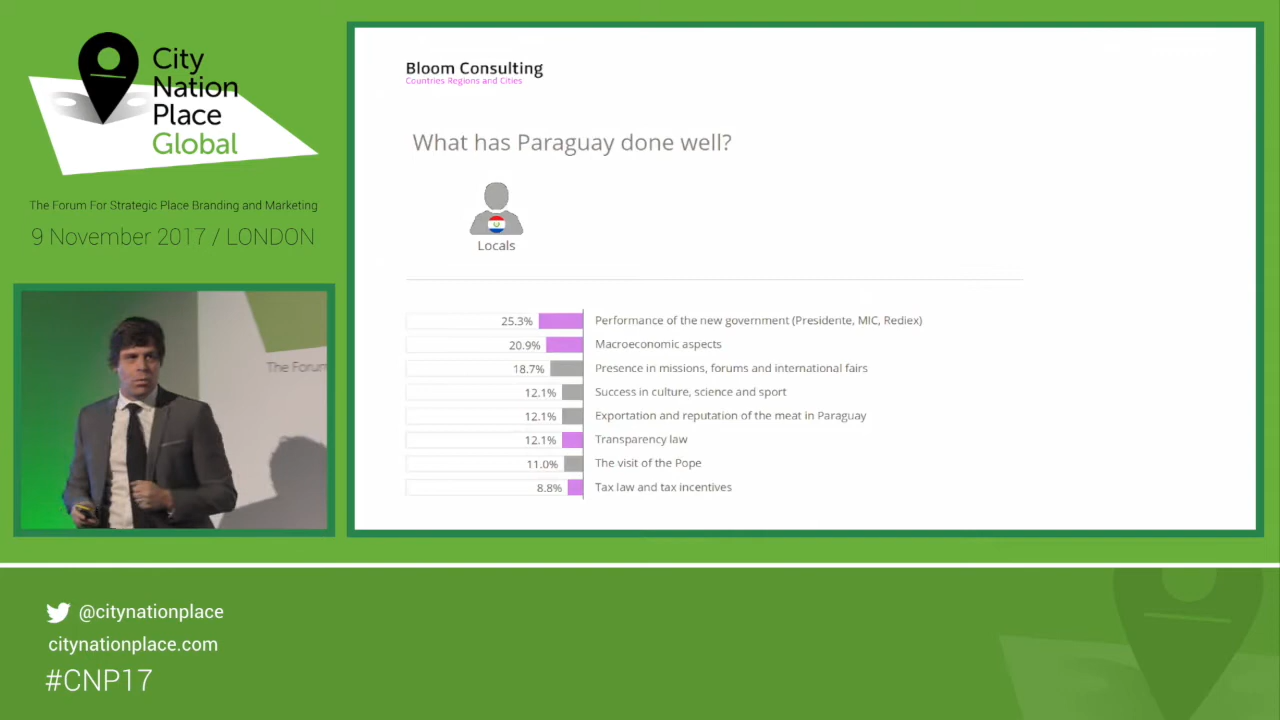 City
Nation
Place
Global
The Forum For Strategic Place Branding and Marketing
9 November 2017 / LONDON
The Forum
Bloom Consulting
Countries Regions and Cities
What has Paraguay done well?
Locals
25.3% Performance of the new government (Presidente, MIC, Rediex)
20.9% Macroeconomic aspects
18.7% Presence in missions, forums and international fairs
12.1% Success in culture, science and sport
12.1% Exportation and reputation of the meat in Paraguay
12.1% Transparency law
11.0% The visit of the Pope
8.8% Tax law and tax incentives
@citynationplace
citynationplace.com
#CNP17